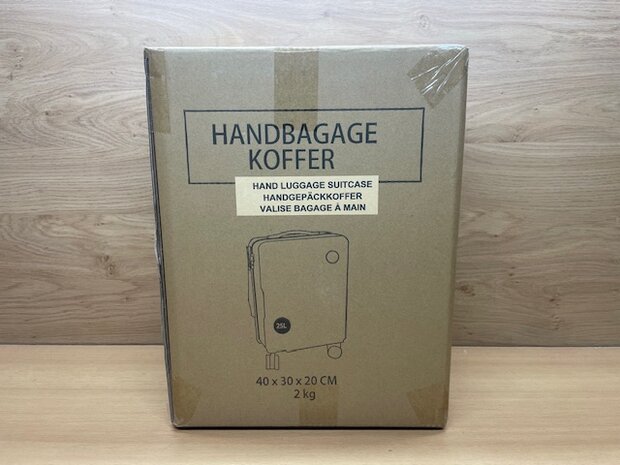 HANDBAGAGE
KOFFER
HAND LUGGAGE SUITCASE
HANDGEPÄCKKOFFER
VALISE BAGAGE À MAIN
25L
40 x 30 x 20 CM
2 kg